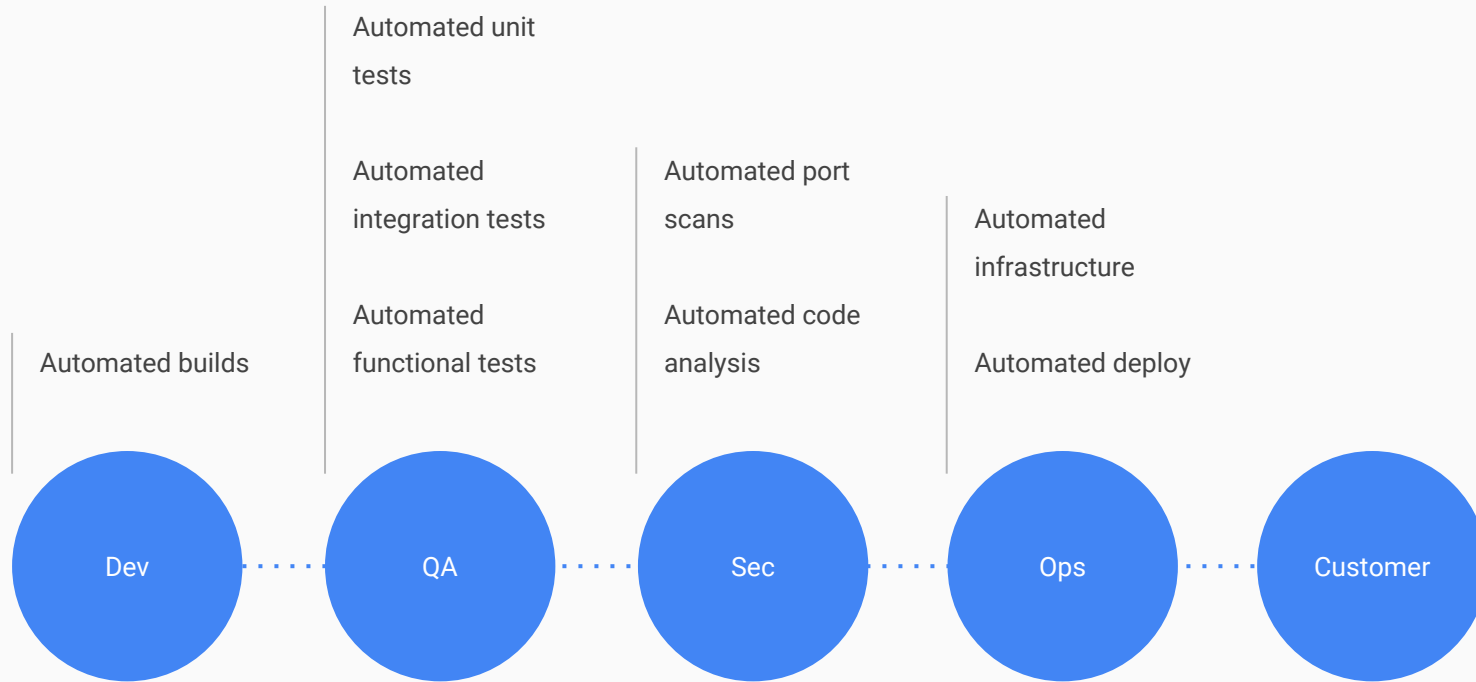 Automated builds
Automated unit
tests
Automated
integration tests
Automated
functional tests
Automated port
scans
Automated code
analysis
Automated
infrastructure
Automated deploy
Dev
QA
Sec
Ops
Customer